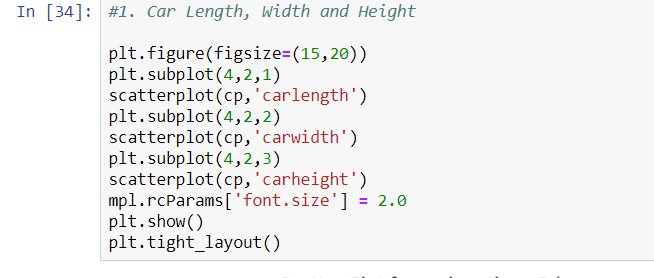 In [34]: #1. Car Length, Width and Height
plt.figure(figsize=(15,20))
plt.subplot(4,2,1)
scatterplot(cp,'carlength')
plt.subplot(4,2,2)
scatterplot(cp,'carwidth')
plt.subplot(4,2,3)
scatterplot(cp,'carheight')
mpl.rcParams['font.size'] = 2.0
plt.show()
plt.tight_layout()